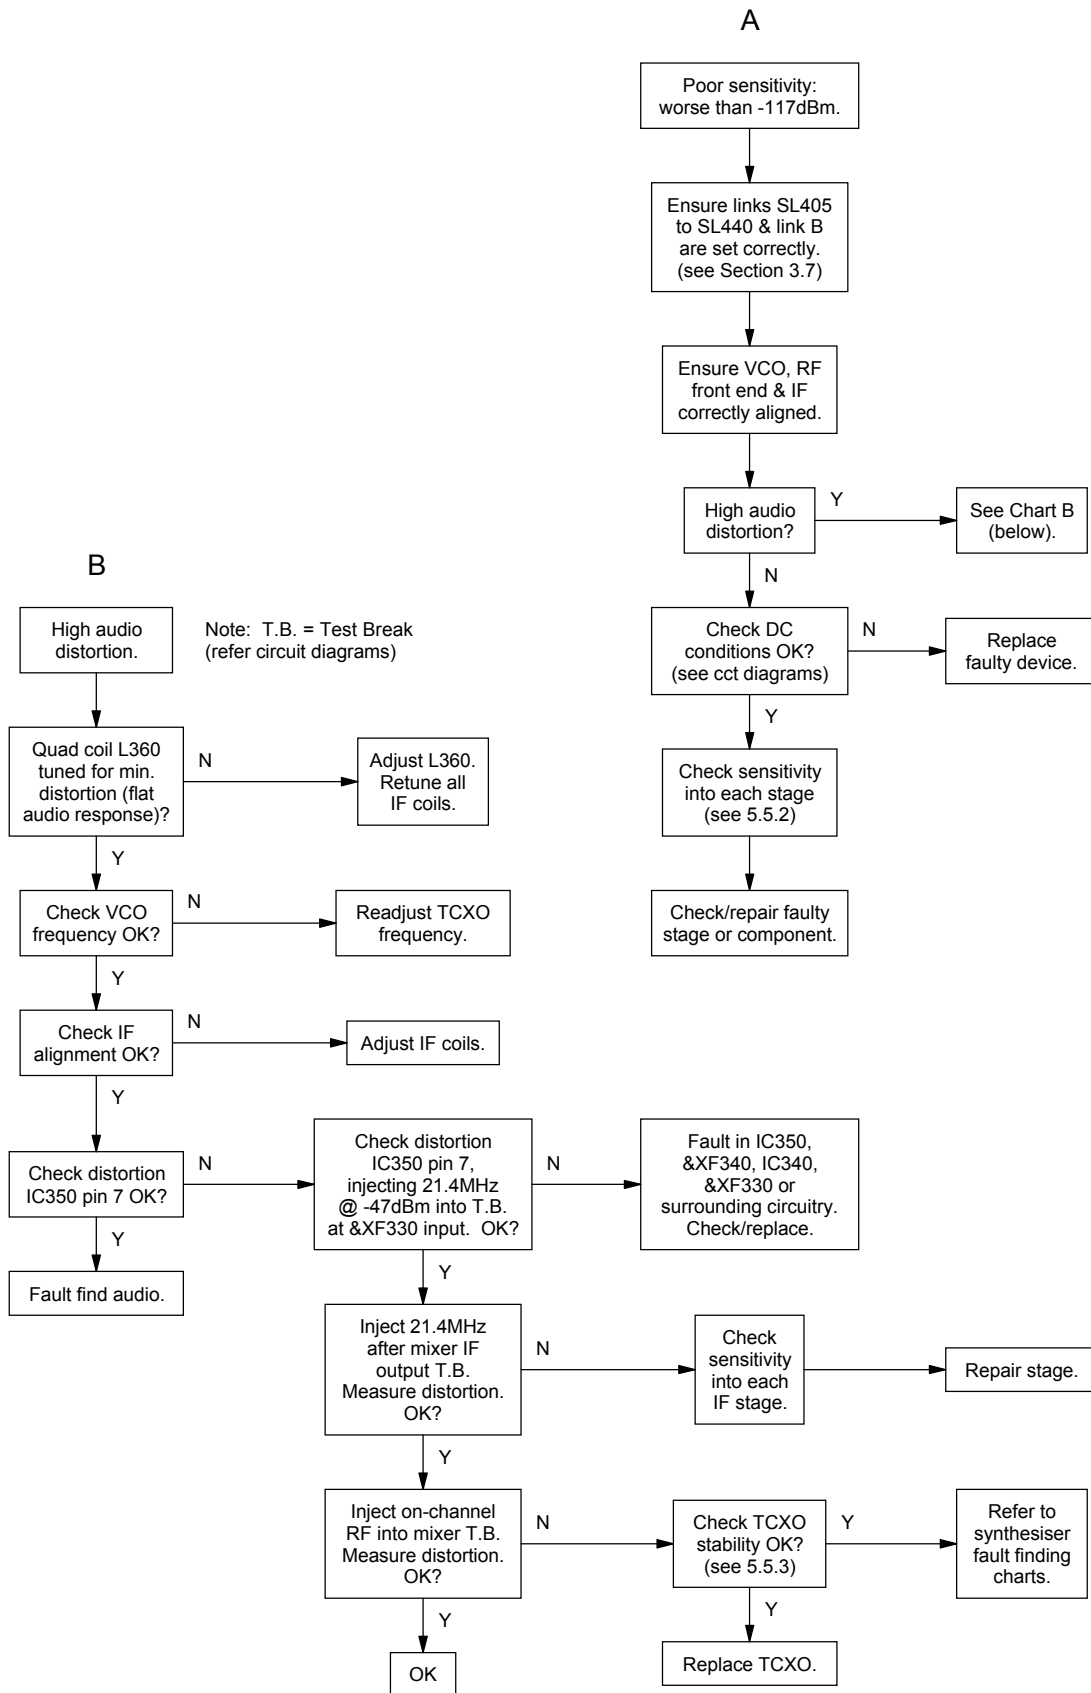 A
Poor sensitivity:
worse than -117dBm.
Ensure links SL405
to SL440 & link B
are set correctly.
(see Section 3.7)
Ensure VCO, RF
front end & IF
correctly aligned.
High audio
distortion?
Y
See Chart B
(below).
N
Check DC
conditions OK?
(see cct diagrams)
N
Replace
faulty device.
Y
Check sensitivity
into each stage
(see 5.5.2)
Check/repair faulty
stage or component.
B
High audio
distortion.
Note: T.B. = Test Break
(refer circuit diagrams)
Quad coil L360
tuned for min.
distortion (flat
audio response)?
N
Adjust L360.
Retune all
IF coils.
Y
Check VCO
frequency OK?
N
Readjust TCXO
frequency.
Y
Check IF
alignment OK?
N
Adjust IF coils.
Y
Check distortion
IC350 pin 7 OK?
N
Check distortion
IC350 pin 7,
injecting 21.4MHz
@ -47dBm into T.B.
at &XF330 input. OK?
N
Fault in IC350,
&XF340, IC340,
&XF330 or
surrounding circuitry.
Check/replace.
Y
Fault find audio.
Y
Inject 21.4MHz
after mixer IF
output T.B.
Measure distortion.
OK?
N
Check
sensitivity
into each
IF stage.
Repair stage.
Y
Inject on-channel
RF into mixer T.B.
Measure distortion.
OK?
N
Check TCXO
stability OK?
(see 5.5.3)
Y
Refer to
synthesiser
fault finding
charts.
Y
OK
Y
Replace TCXO.